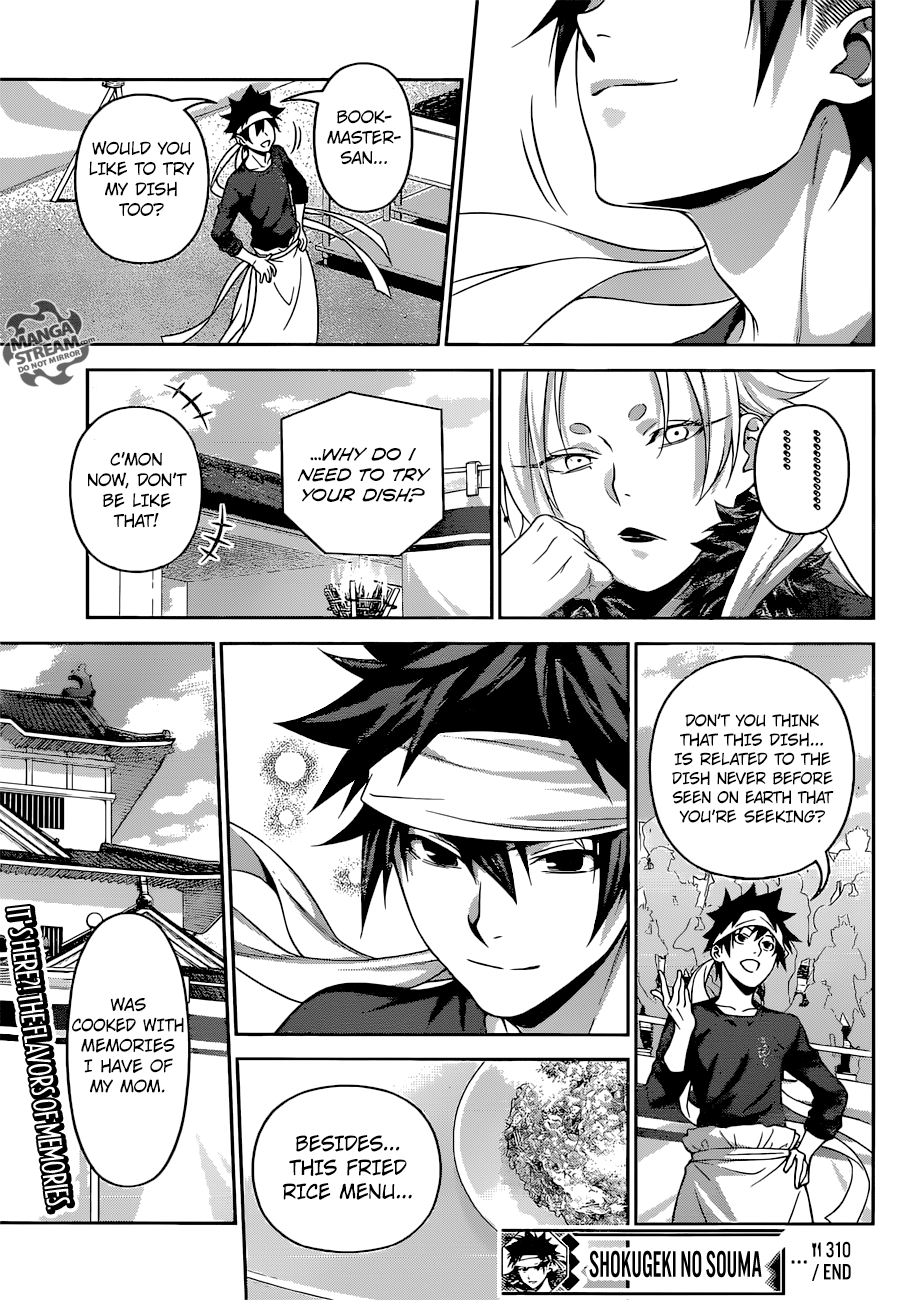 BOOK-
MASTER-
SAN...
WOULD YOU
LIKE TO TRY
MY DISH
TOO?
MANGA
STREAM.com
DO NOT MIRROR
...WHY DO I
NEED TO TRY
YOUR DISH?
C'MON
NOW, DON'T
BE LIKE
THAT!
DON'T YOU THINK
THAT THIS DISH...
IS RELATED TO THE
DISH NEVER BEFORE
SEEN ON EARTH THAT
YOU'RE SEEKING?
BESIDES...
THIS FRIED
RICE MENU...
WAS
COOKED WITH
MEMORIES
I HAVE OF
MY MOM.
IT'S HERE!! THE FLAVORS OF MEMORIES.
SHOKUGEKI NO SOUMA
... 310
/ END